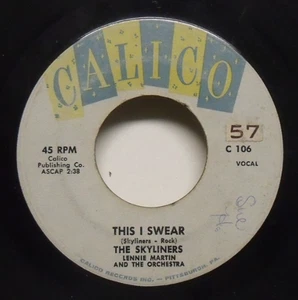 CALICO
57
45 RPM
C 106
Calico
Publishing Co.
ASCAP 2:38
VOCAL
THIS I SWEAR
(Skyliners - Rock)
THE SKYLINERS
LENNIE MARTIN
AND THE ORCHESTRA
CALICO RECORDS INC. - PITTSBURGH, PA.